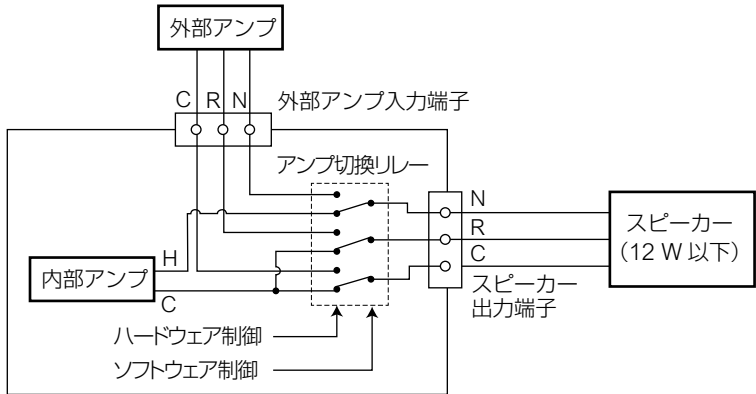 外部アンプ
C R N
外部アンプ入力端子
アンプ切換リレー
N
R
C
スピーカー
（12 W 以下）
スピーカー
出力端子
H
内部アンプ
C
ハードウェア制御
ソフトウェア制御